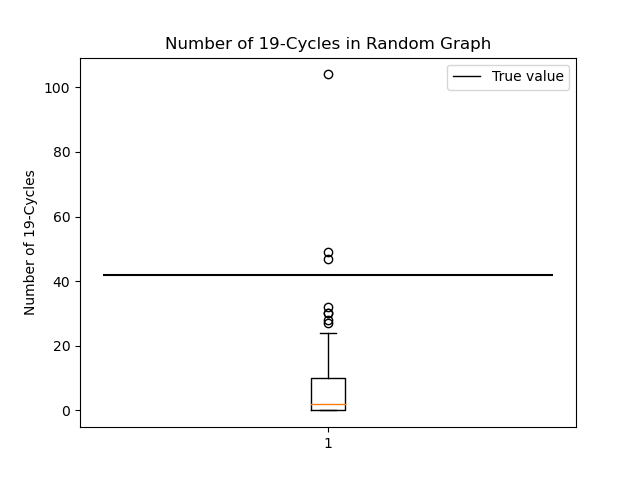 Number of 19-Cycles in Random Graph
True value
Number of 19-Cycles
100
80
60
40
20
0
1